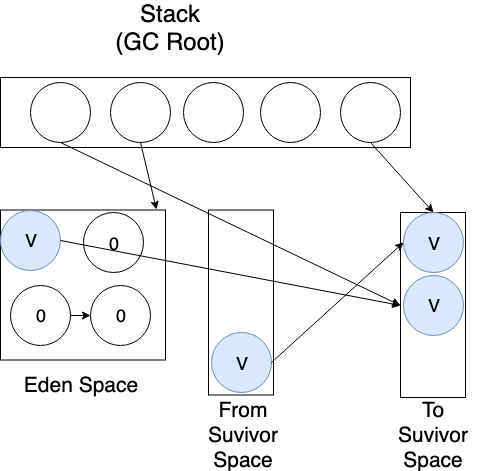 Stack
(GC Root)
V
0
V
0
0
V
V
Eden Space
From
Suvivor
Space
To
Suvivor
Space